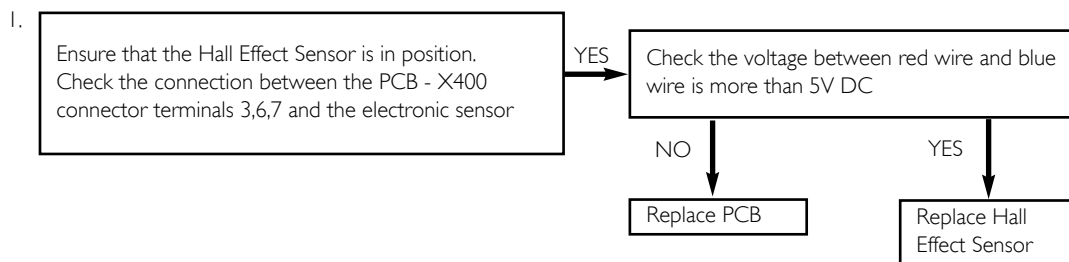 1.
Ensure that the Hall Effect Sensor is in position.
Check the connection between the PCB - X400
connector terminals 3,6,7 and the electronic sensor
YES
Check the voltage between red wire and blue
wire is more than 5V DC
NO
YES
Replace PCB
Replace Hall
Effect Sensor